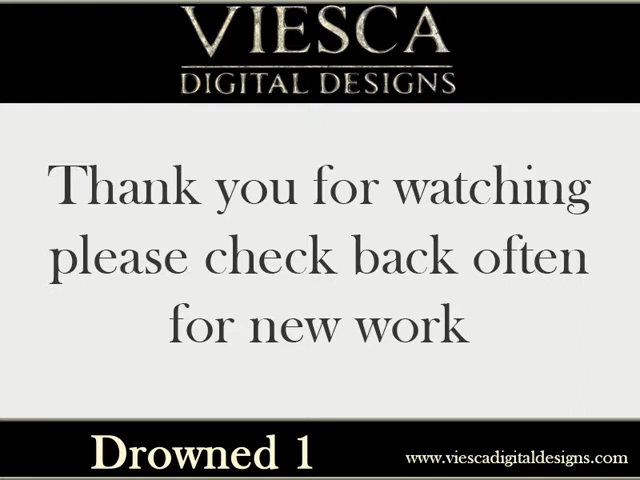 VIESCA
DIGITAL DESIGNS
Thank you for watching
please check back often
for new work
Drowned 1
www.viescadigitaldesigns.com